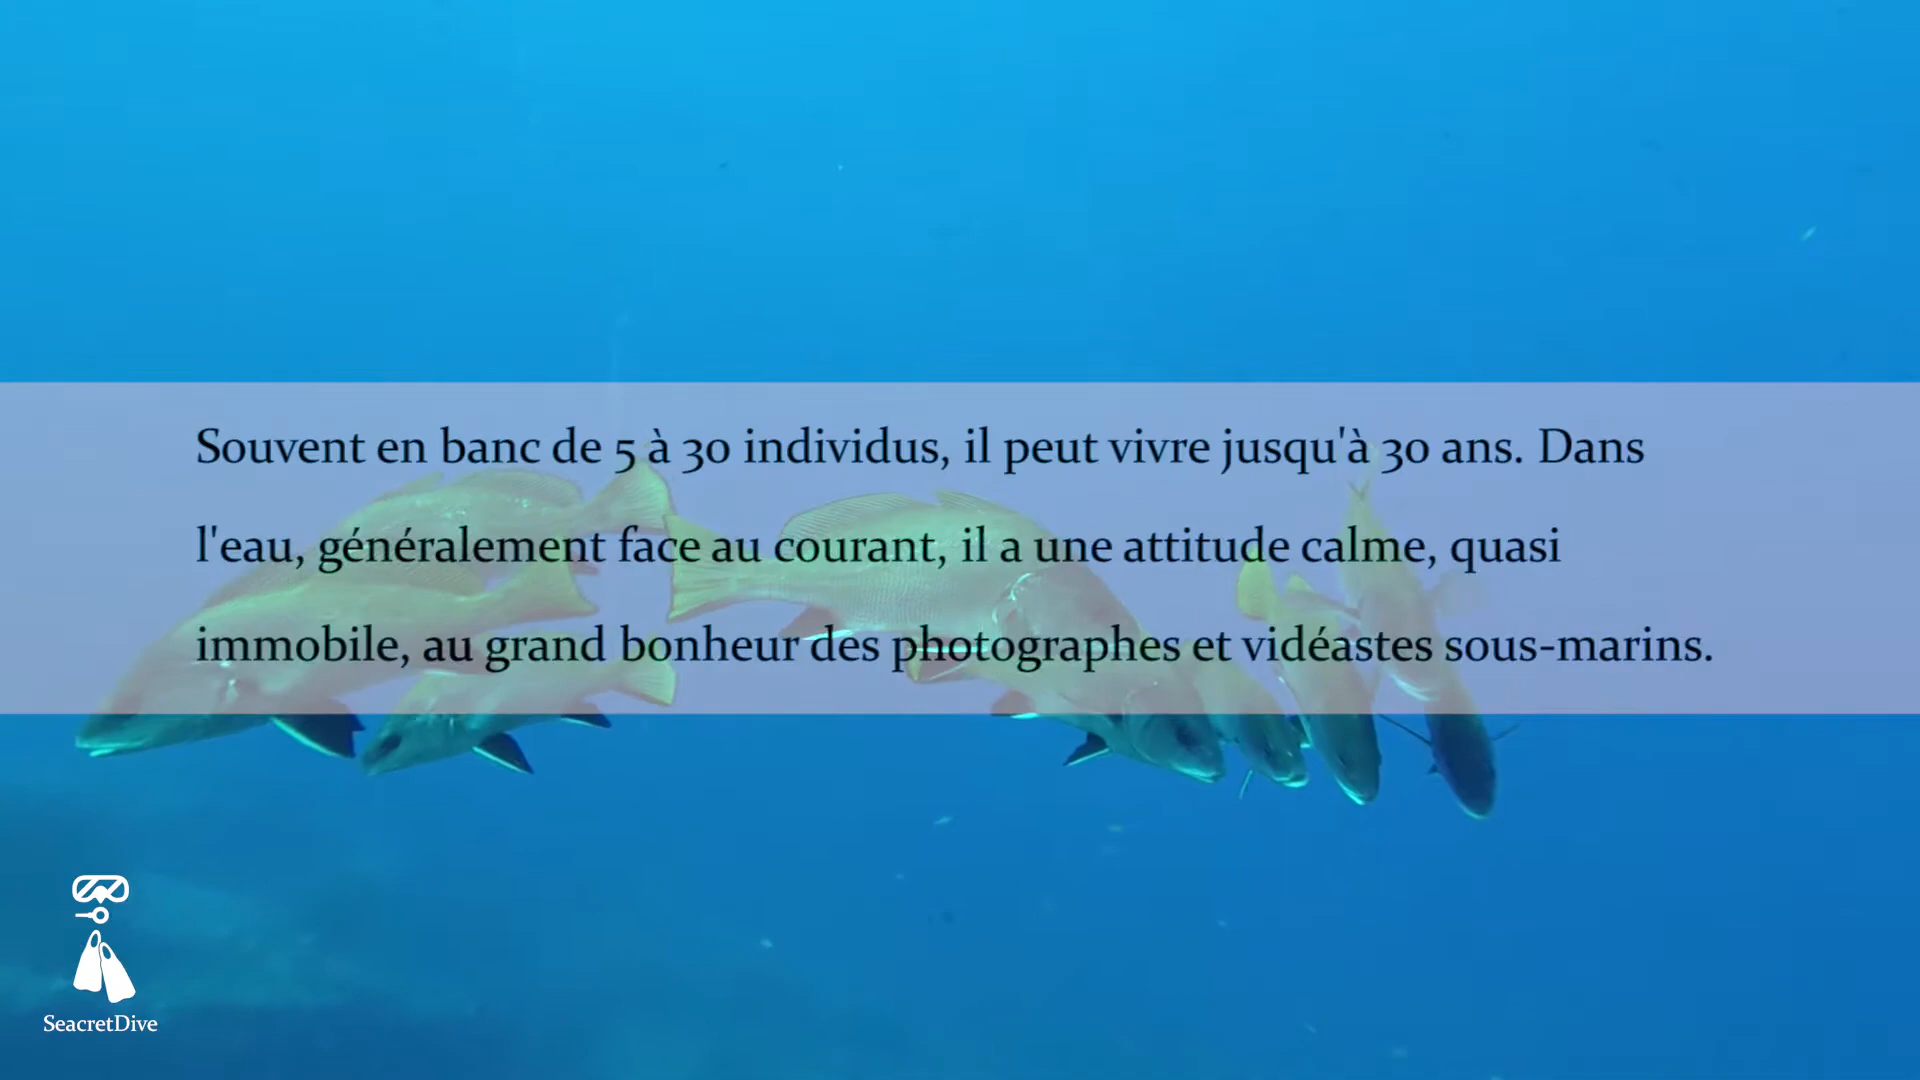 Souvent en banc de 5 à 30 individus, il peut vivre jusqu'à 30 ans. Dans
l'eau, généralement face au courant, il a une attitude calme, quasi
immobile, au grand bonheur des photographes et vidéastes sous-marins.
SeacretDive